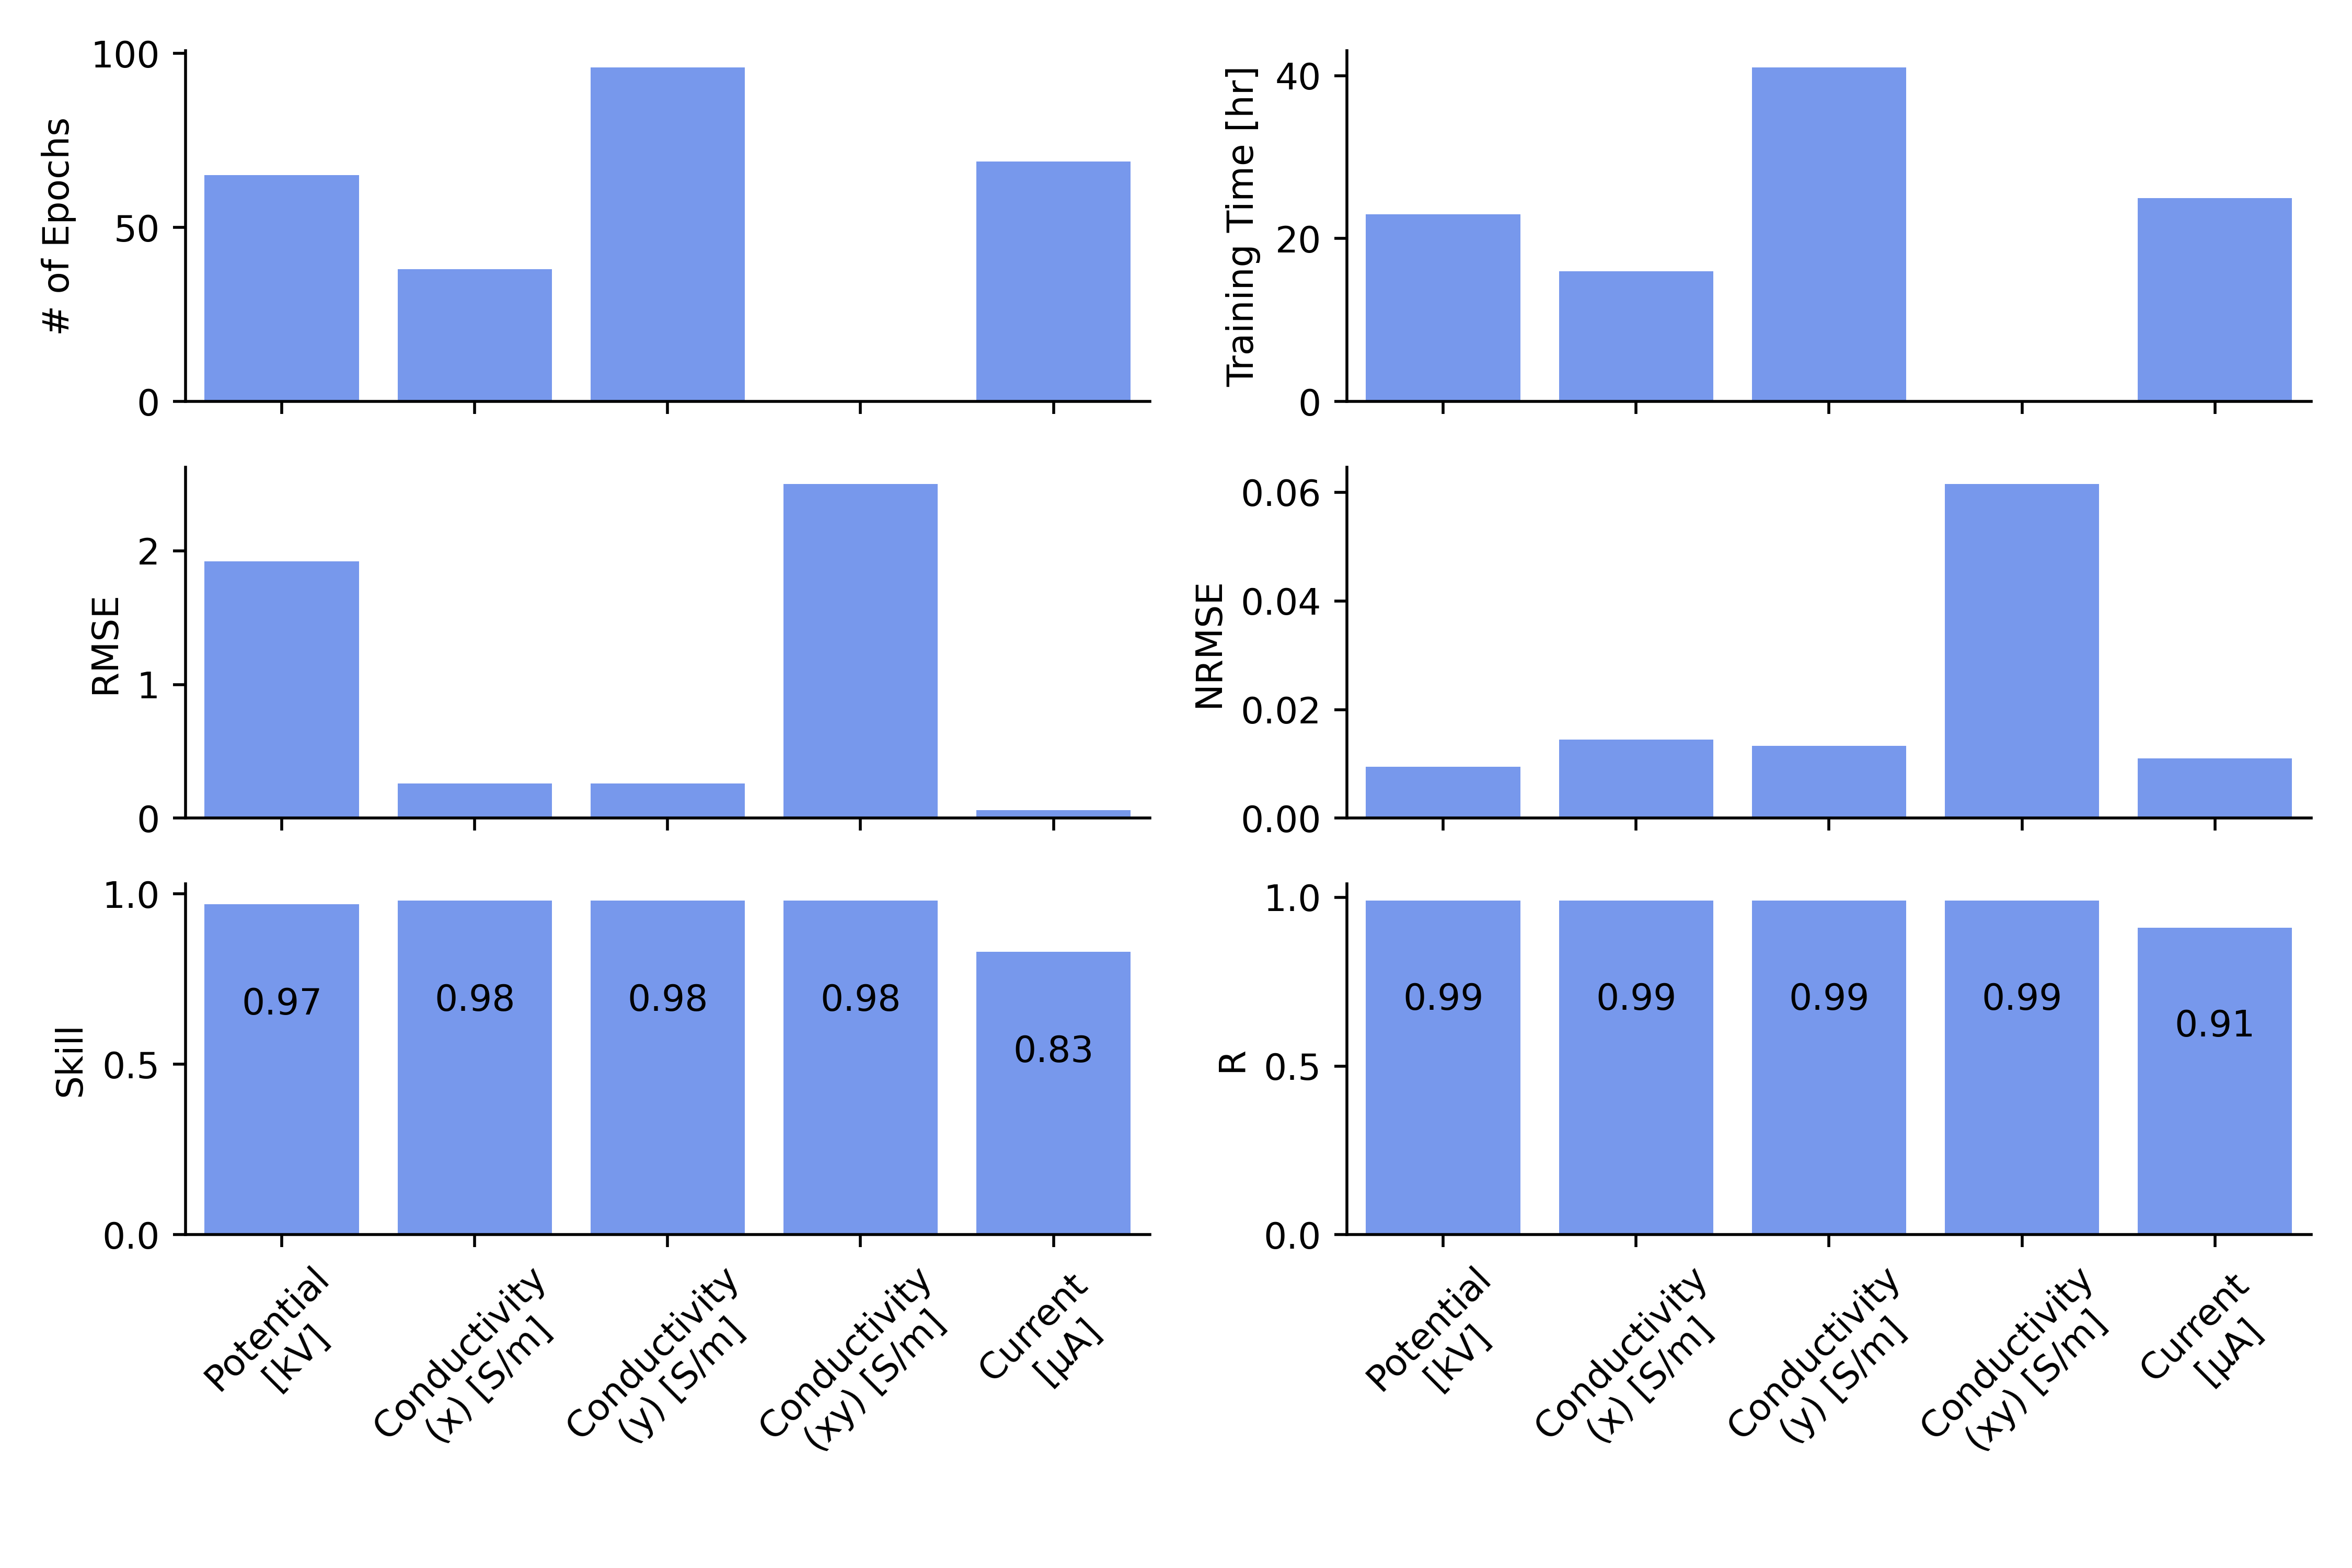 # of Epochs
100
50
0
Training Time [hr]
40
20
0
RMSE
2
1
0
NRMSE
0.06
0.04
0.02
0.00
Skill
1.0
0.5
0.0
0.97
0.98
0.98
0.98
0.83
R
1.0
0.5
0.0
0.99
0.99
0.99
0.99
0.91
Potential
[kV]
Conductivity
(x) [S/m]
Conductivity
(y) [S/m]
Conductivity
(xy) [S/m]
Current
[μA]
Potential
[kV]
Conductivity
(x) [S/m]
Conductivity
(y) [S/m]
Conductivity
(xy) [S/m]
Current
[μA]